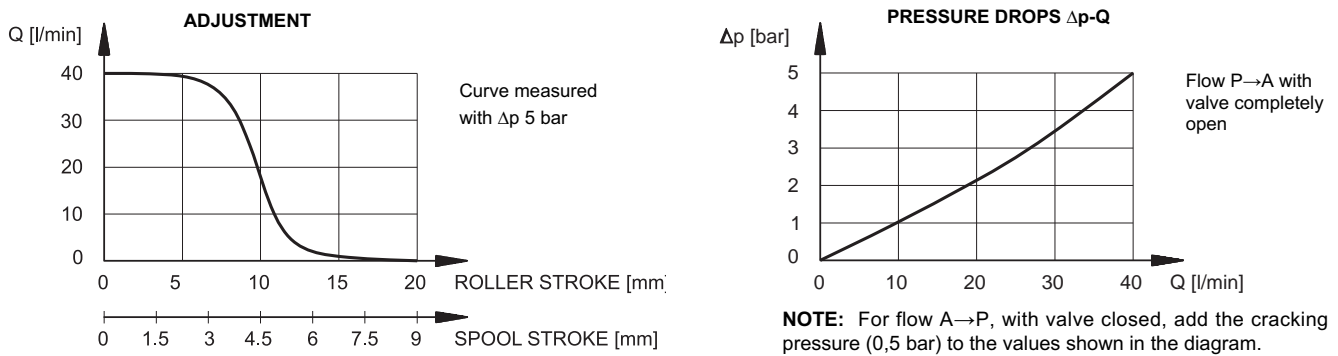 ADJUSTMENT
Q [l/min]
40
30
20
10
0
0 5 10 15 20
ROLLER STROKE [mm]
0 1.5 3 4.5 6 7.5 9
SPOOL STROKE [mm]
Curve measured
with Δp 5 bar
PRESSURE DROPS Δp-Q
Δp [bar]
5
4
3
2
1
0
0 10 20 30 40
Q [l/min]
Flow P→A with
valve completely
open
NOTE: For flow A→P, with valve closed, add the cracking
pressure (0,5 bar) to the values shown in the diagram.